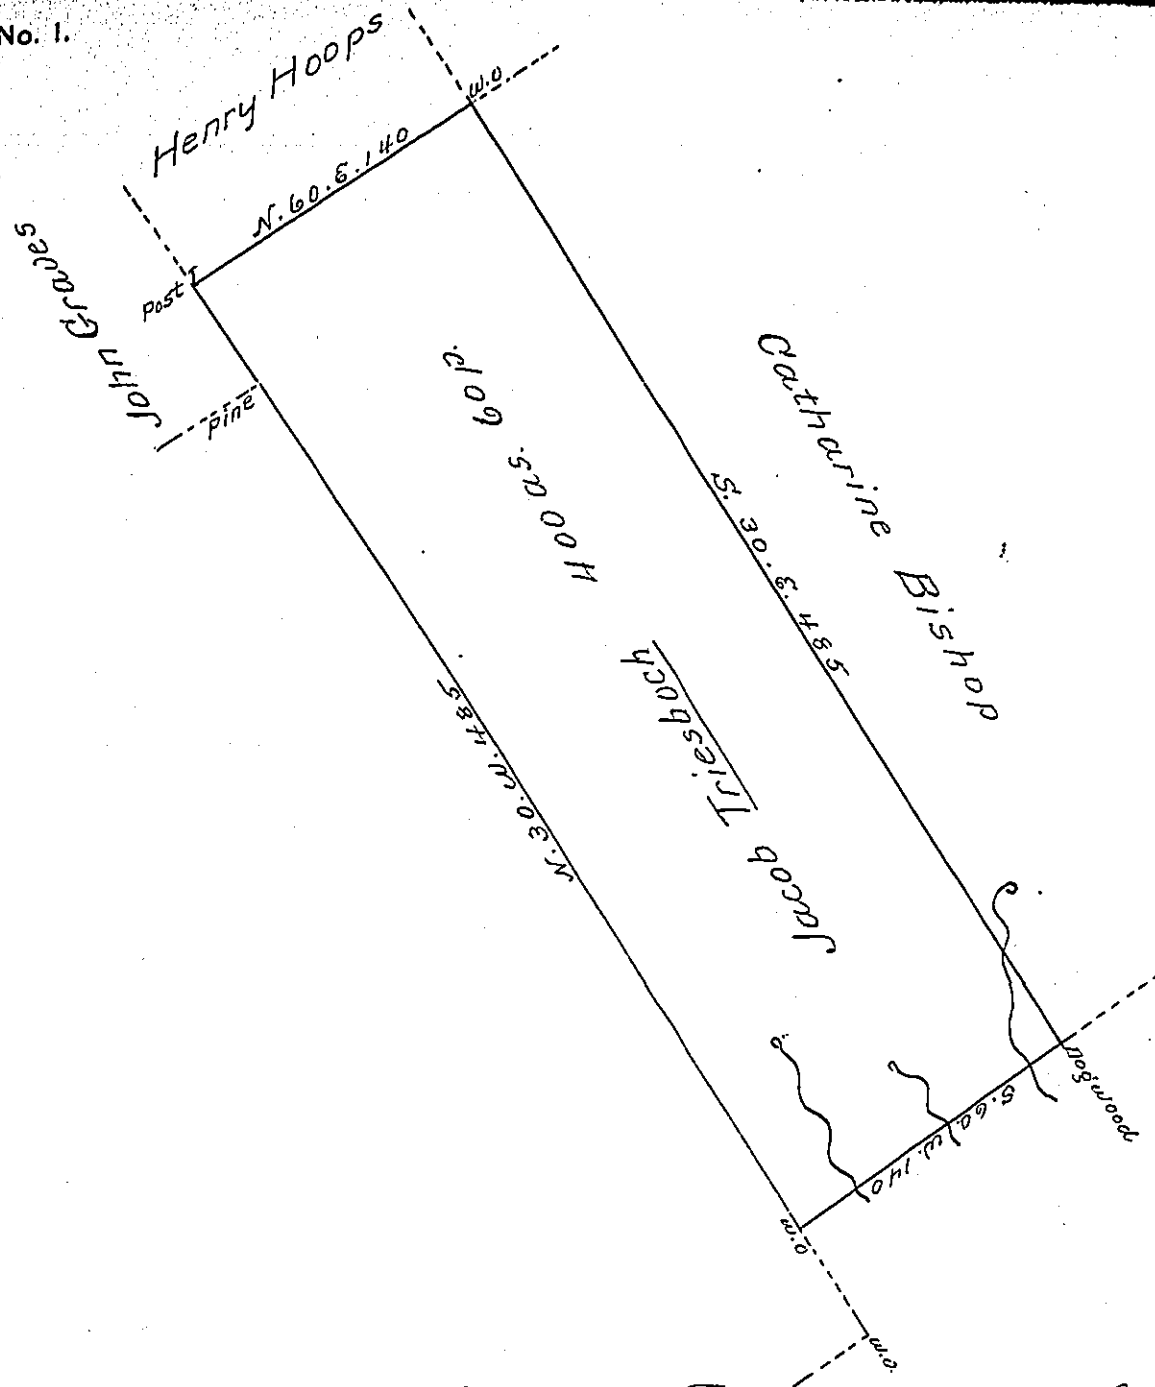 No. 1.
Henry Hoops
W.O
N. 60. E. 140
Post
John Graves
pine
400 as. 60 p.
Catharine Bishop
S. 30. E. 485
Jacob Triesbach
N. 30. W. 485
Dogwood
S. 60 W. 140
W.O
W.O